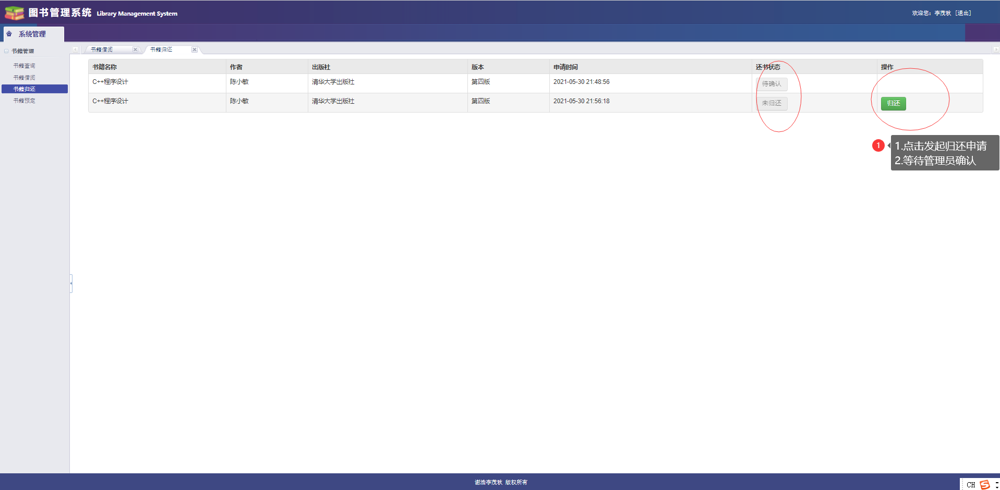 图书管理系统 Library Management System
欢迎您：李茂秋 [退出]
系统管理
书籍管理
书籍查询
书籍借阅
书籍归还
书籍预定
书籍借阅 书籍归还
书籍名称 作者 出版社 版本 申请时间 还书状态 操作
C++程序设计 陈小敏 清华大学出版社 第四版 2021-05-30 21:48:56 待确认
C++程序设计 陈小敏 清华大学出版社 第四版 2021-05-30 21:56:18 未归还 归还
1
1.点击发起归还申请
2.等待管理员确认
谢浩李茂秋 版权所有
CH